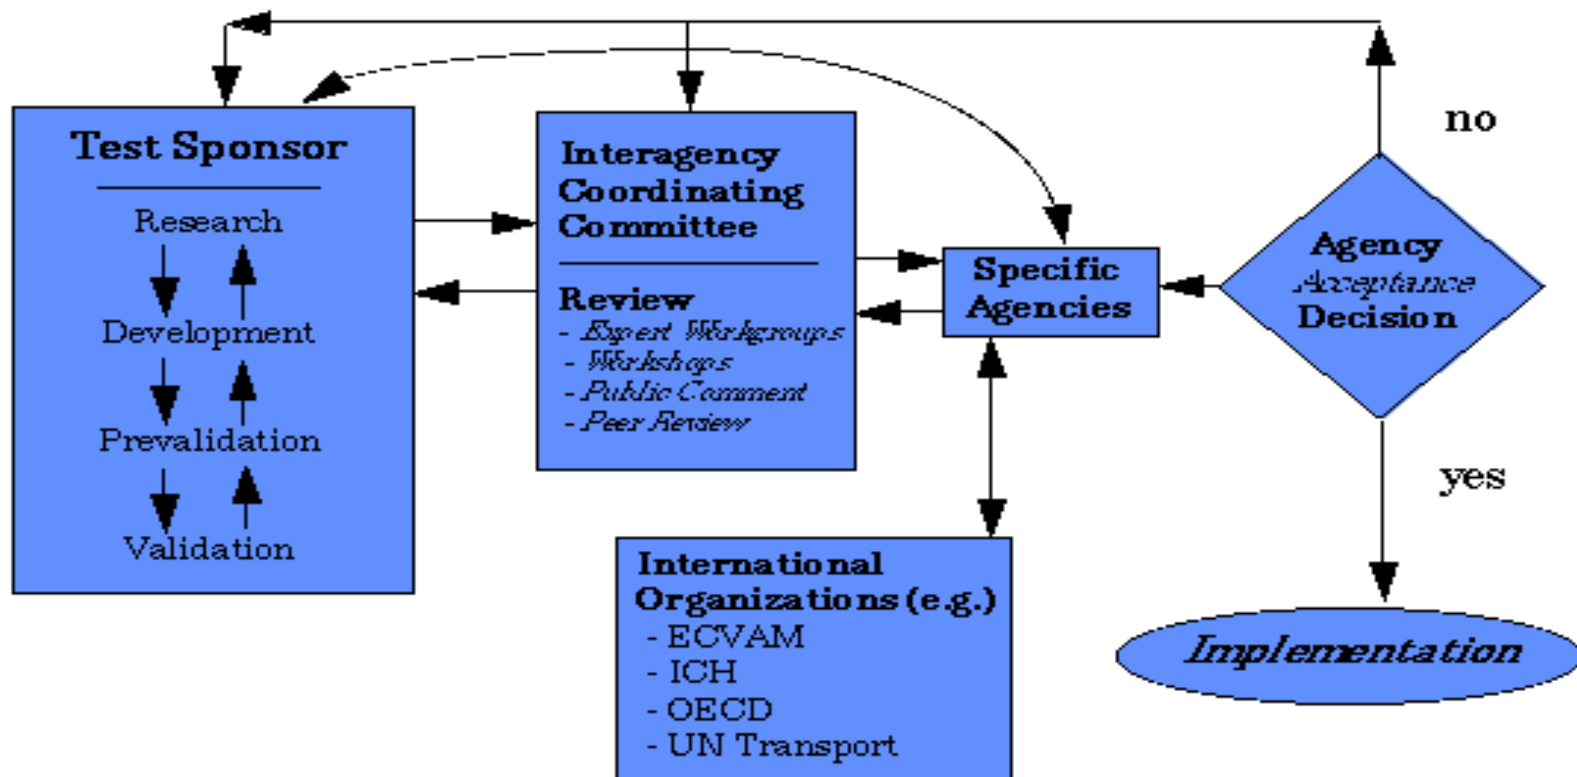 Test Sponsor
Research
Development
Prevalidation
Validation
Interagency
Coordinating
Committee
Review
- Expert Workgroups
- Workshops
- Public Comment
- Peer Review
Specific
Agencies
International
Organizations (e.g.)
- ECVAM
- ICH
- OECD
- UN Transport
no
Agency
Acceptance
Decision
yes
Implementation